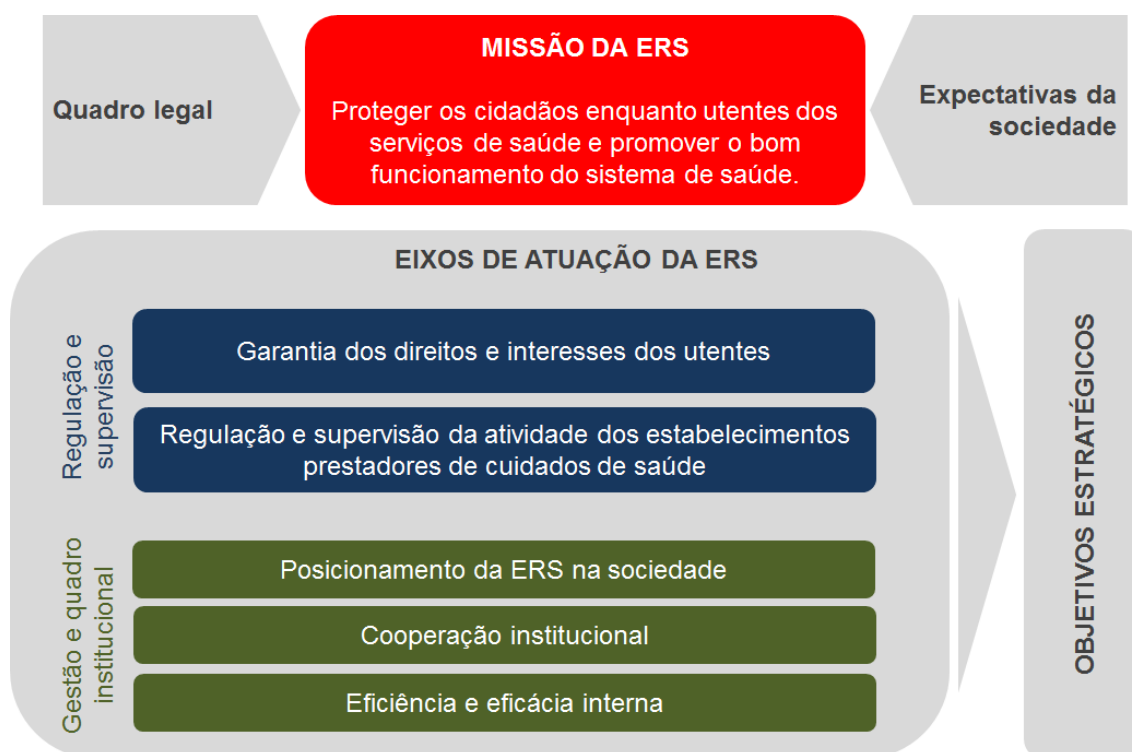 Quadro legal
MISSÃO DA ERS
Proteger os cidadãos enquanto utentes dos
serviços de saúde e promover o bom
funcionamento do sistema de saúde.
Expectativas da
sociedade
EIXOS DE ATUAÇÃO DA ERS
Regulação e
supervisão
Garantia dos direitos e interesses dos utentes
Regulação e supervisão da atividade dos estabelecimentos
prestadores de cuidados de saúde
Gestão e quadro
institucional
Posicionamento da ERS na sociedade
Cooperação institucional
Eficiência e eficácia interna
OBJETIVOS ESTRATÉGICOS